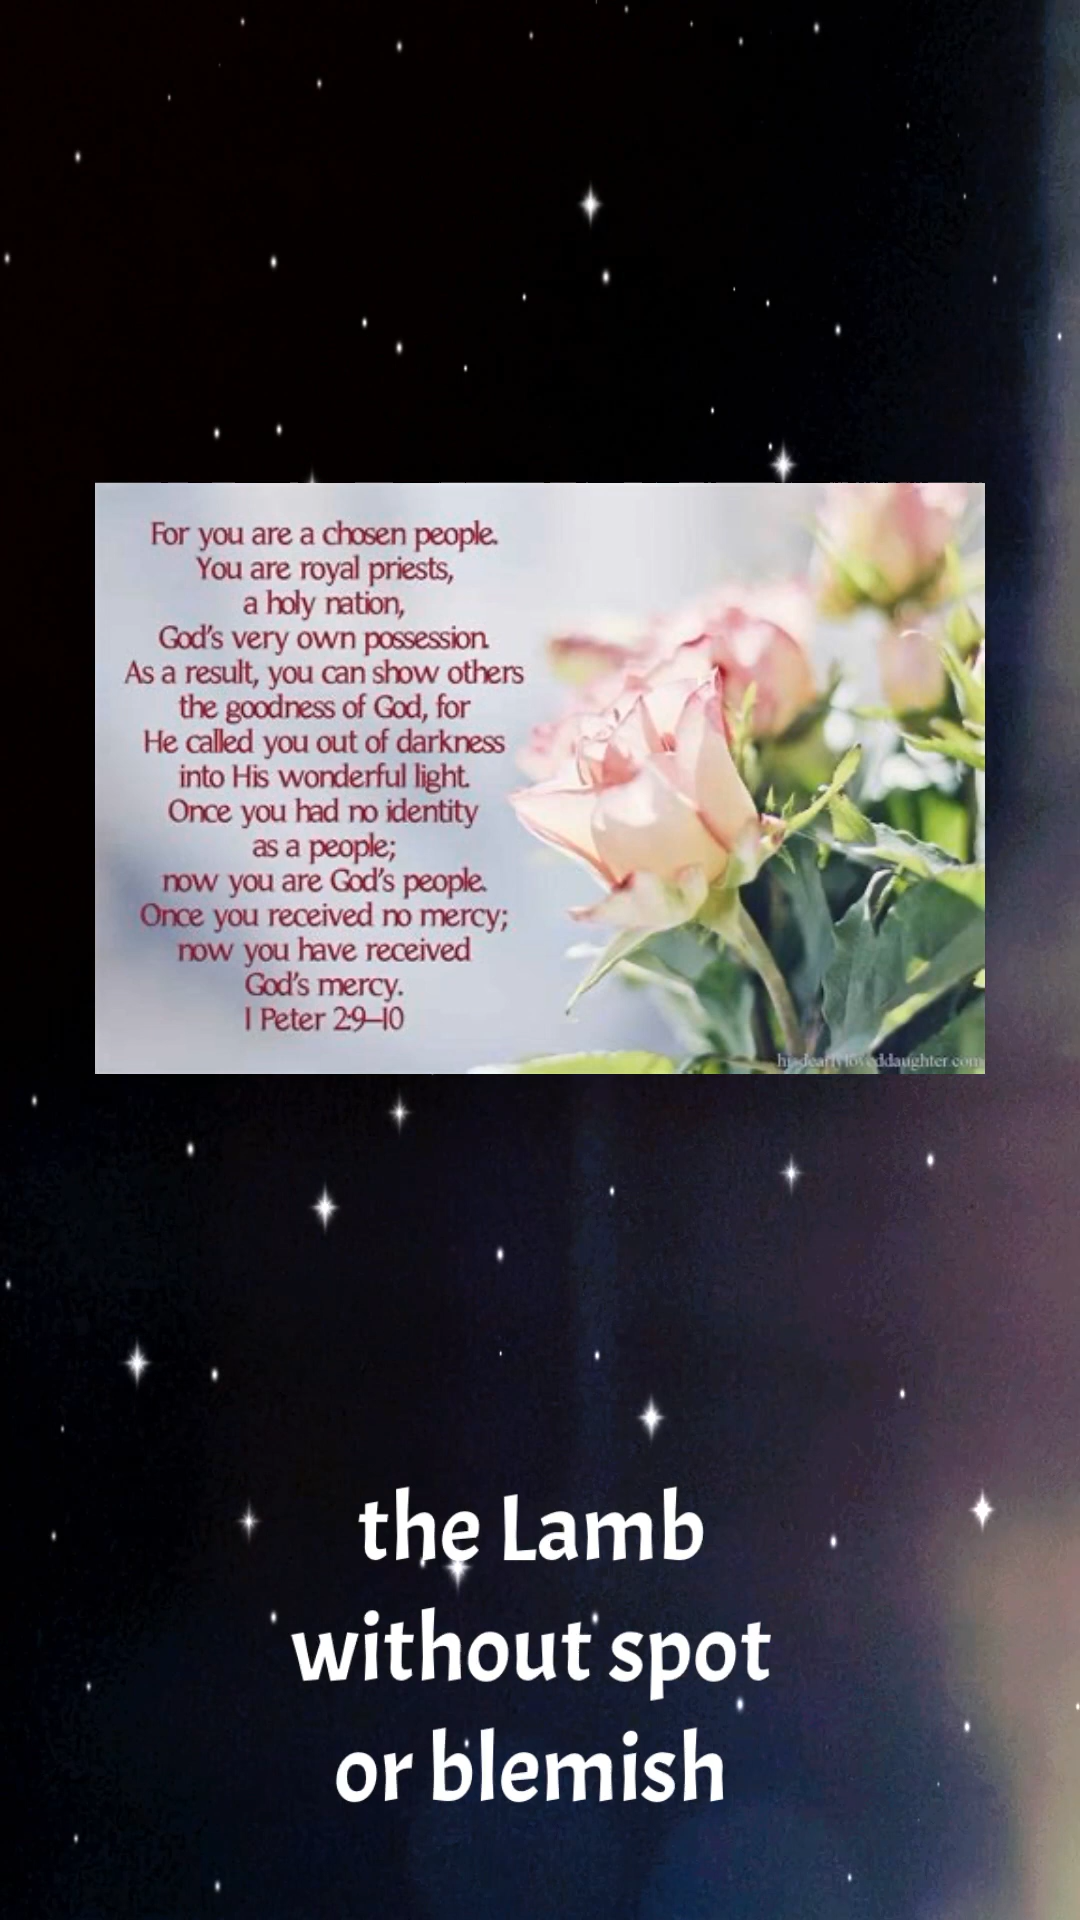 For you are a chosen people.
You are royal priests,
a holy nation,
God's very own possession.
As a result, you can show others
the goodness of God, for
He called you out of darkness
into His wonderful light.
Once you had no identity
as a people;
now you are God's people.
Once you received no mercy;
now you have received
God's mercy.
1 Peter 2:9–10
hisdearlyloveddaughter.com
the Lamb
without spot
or blemish